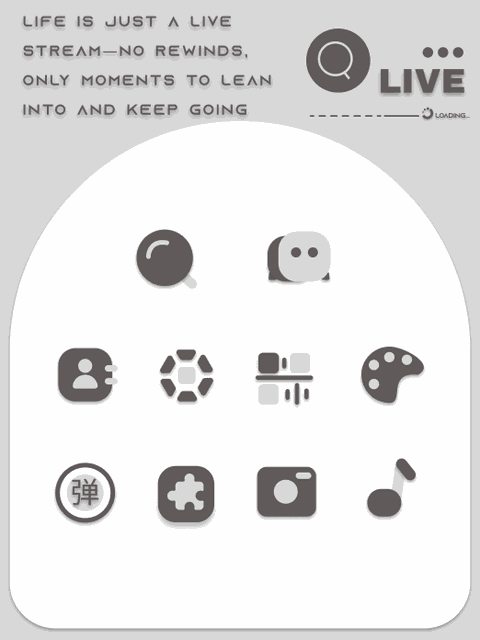 LIFE IS JUST A LIVE
STREAM—NO REWINDS,
ONLY MOMENTS TO LEAN
INTO AND KEEP GOING
LIVE
LOADING...
弹